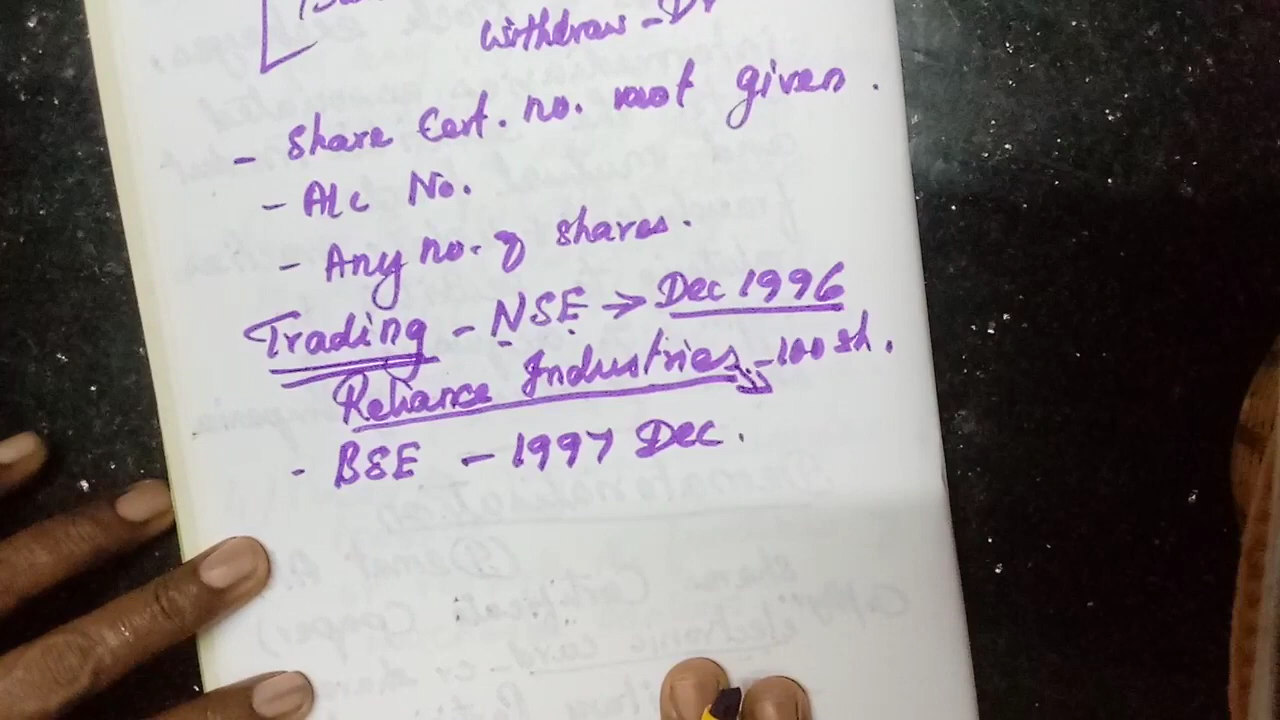 withdraw - Dr
- Share Cert. no. not given.
- A/c No.
- Any no. of shares.
Trading - NSE → Dec 1996
Reliance Industries - 100 sh.
- BSE - 1997 Dec.